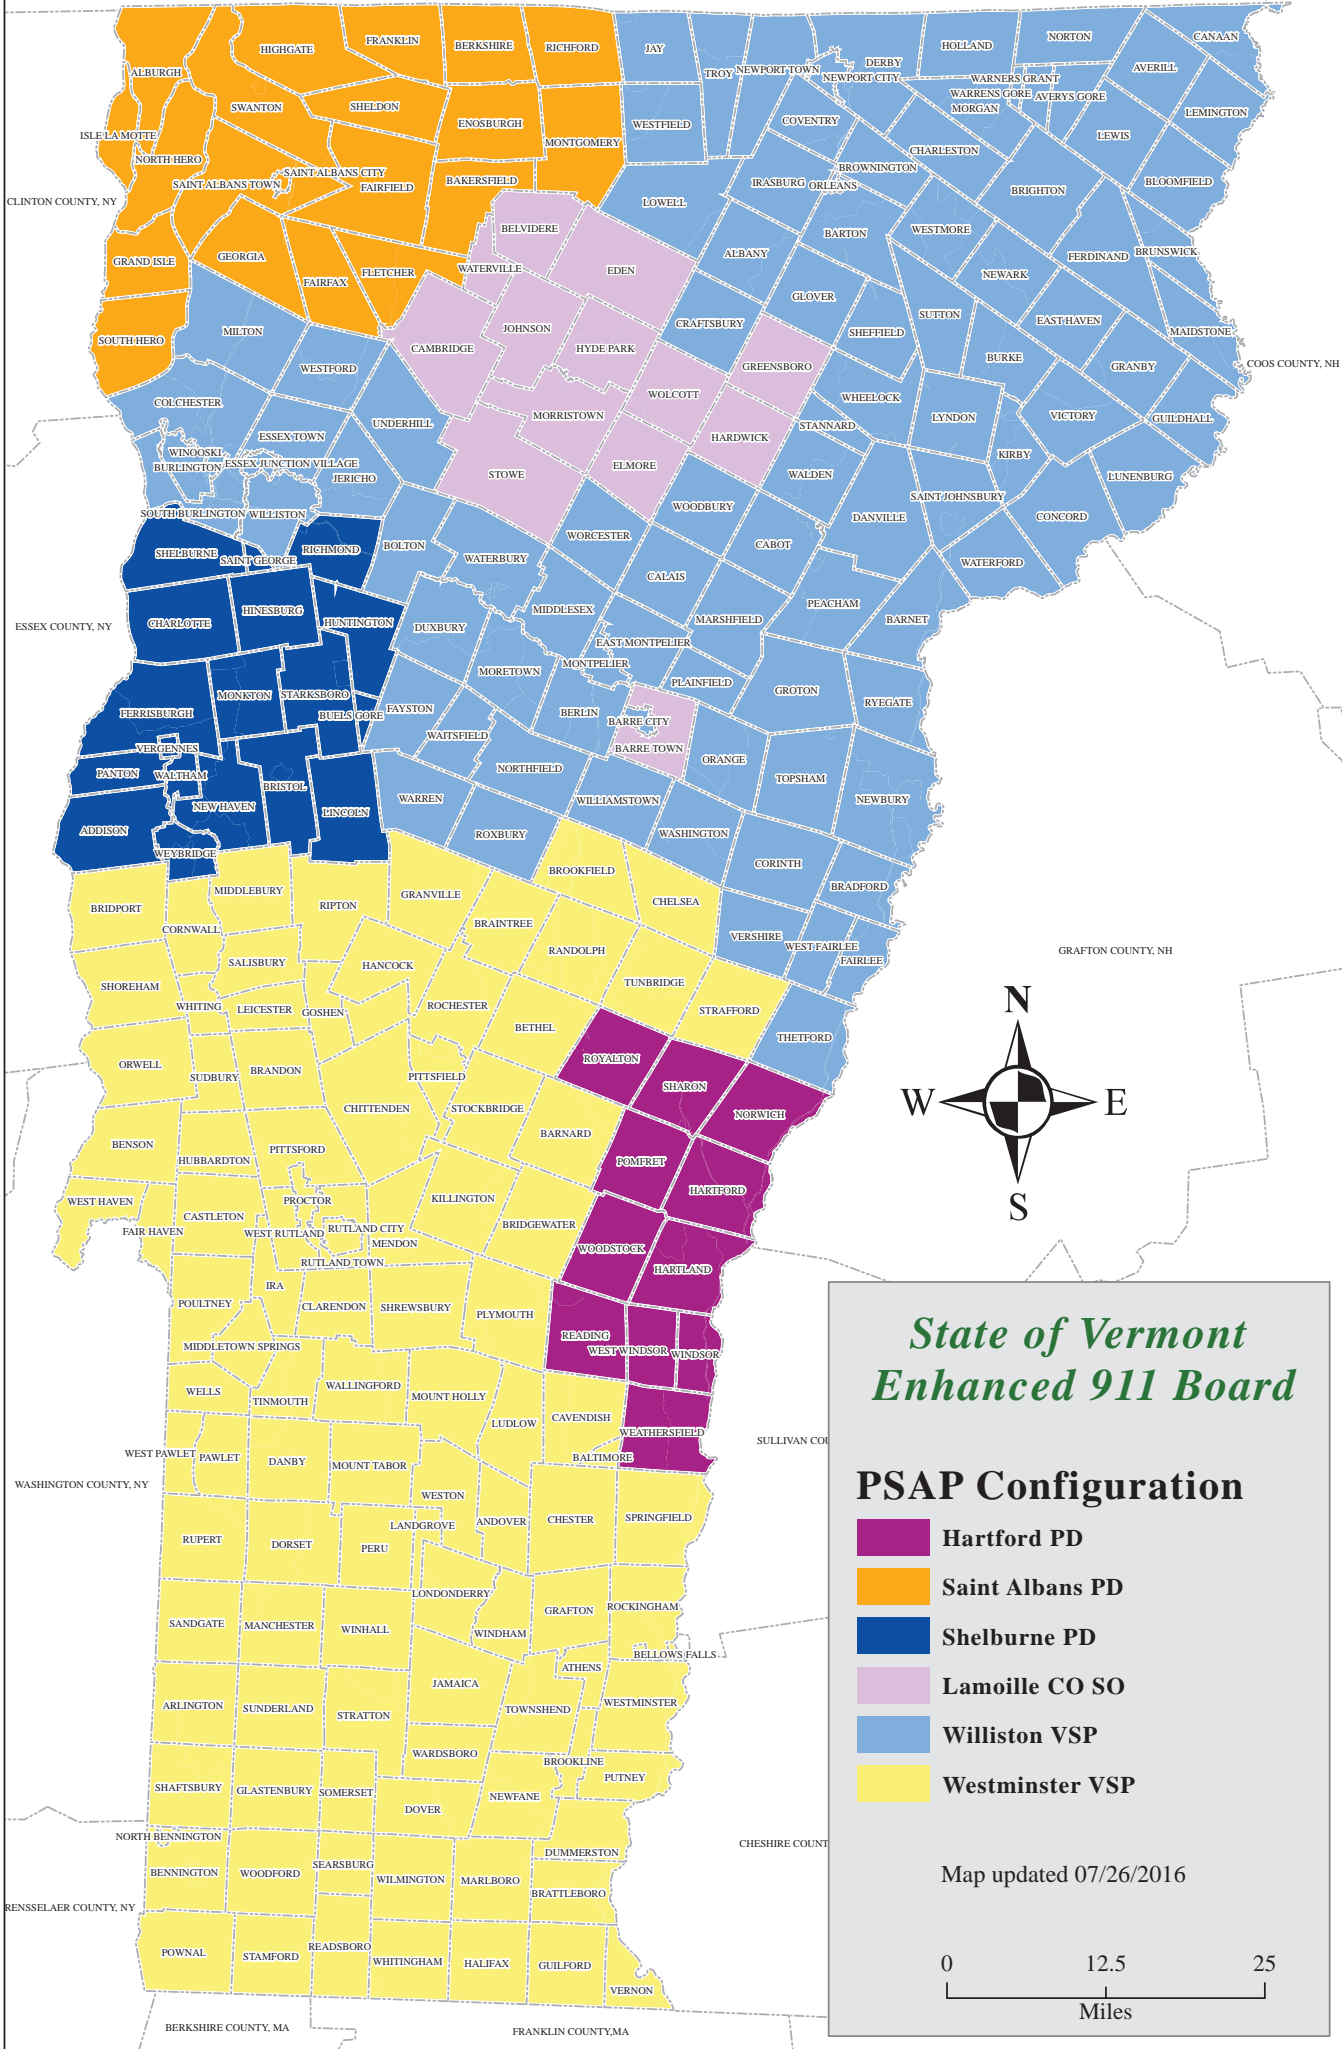 FRANKLIN
BERKSHIRE
RICHFORD
HIGHGATE
JAY
HOLLAND
NORTON
CANAAN
ALBURGH
TROY
NEWPORT TOWN
DERBY
NEWPORT CITY
WARNERS GRANT
AVERILL
WARRENS GORE
AVERYS GORE
SWANTON
SHELDON
MORGAN
LEMINGTON
ENOSBURGH
WESTFIELD
COVENTRY
ISLE LA MOTTE
MONTGOMERY
LEWIS
NORTH HERO
CHARLESTON
SAINT ALBANS CITY
BROWNINGTON
SAINT ALBANS TOWN
FAIRFIELD
BAKERSFIELD
IRASBURG
ORLEANS
BRIGHTON
BLOOMFIELD
CLINTON COUNTY, NY
LOWELL
BELVIDERE
BARTON
WESTMORE
GRAND ISLE
GEORGIA
ALBANY
FERDINAND
BRUNSWICK
FLETCHER
WATERVILLE
EDEN
NEWARK
FAIRFAX
GLOVER
MILTON
JOHNSON
CRAFTSBURY
SHEFFIELD
SUTTON
EAST HAVEN
MAIDSTONE
SOUTH HERO
CAMBRIDGE
HYDE PARK
BURKE
WESTFORD
GREENSBORO
GRANBY
COOS COUNTY, NH
COLCHESTER
WOLCOTT
WHEELOCK
UNDERHILL
MORRISTOWN
STANNARD
LYNDON
VICTORY
GUILDHALL
ESSEX TOWN
HARDWICK
WINOOSKI
BURLINGTON
ESSEX JUNCTION VILLAGE
JERICHO
STOWE
ELMORE
WALDEN
KIRBY
LUNENBURG
SAINT JOHNSBURY
SOUTH BURLINGTON
WILLISTON
WOODBURY
DANVILLE
CONCORD
SHELBURNE
RICHMOND
BOLTON
WORCESTER
CABOT
SAINT GEORGE
WATERBURY
WATERFORD
CALAIS
CHARLOTTE
HINESBURG
HUNTINGTON
MIDDLESEX
PEACHAM
ESSEX COUNTY, NY
DUXBURY
MARSHFIELD
BARNET
EAST MONTPELIER
MONTPELIER
MORETOWN
PLAINFIELD
MONKTON
STARKSBORO
GROTON
RYEGATE
FERRISBURGH
BUELS GORE
FAYSTON
BERLIN
BARRE CITY
VERGENNES
WAITSFIELD
BARRE TOWN
PANTON
WALTHAM
NORTHFIELD
ORANGE
TOPSHAM
BRISTOL
NEW HAVEN
LINCOLN
WARREN
WILLIAMSTOWN
NEWBURY
ADDISON
ROXBURY
WASHINGTON
WEYBRIDGE
CORINTH
BROOKFIELD
MIDDLEBURY
GRANVILLE
BRADFORD
BRIDPORT
RIPTON
CHELSEA
CORNWALL
BRAINTREE
VERSHIRE
WEST FAIRLEE
SALISBURY
HANCOCK
RANDOLPH
FAIRLEE
GRAFTON COUNTY, NH
SHOREHAM
TUNBRIDGE
WHITING
LEICESTER
GOSHEN
ROCHESTER
STRAFFORD
N
BETHEL
THETFORD
ORWELL
SUDBURY
BRANDON
PITTSFIELD
ROYALTON
SHARON
W
E
CHITTENDEN
STOCKBRIDGE
NORWICH
BENSON
BARNARD
HUBBARDTON
PITTSFORD
POMFRET
WEST HAVEN
PROCTOR
KILLINGTON
HARTFORD
S
FAIR HAVEN
CASTLETON
WEST RUTLAND
RUTLAND CITY
BRIDGEWATER
MENDON
WOODSTOCK
RUTLAND TOWN
HARTLAND
IRA
POULTNEY
CLARENDON
SHREWSBURY
PLYMOUTH
READING
WEST WINDSOR
WINDSOR
MIDDLETOWN SPRINGS
State of Vermont
Enhanced 911 Board
WELLS
TINMOUTH
WALLINGFORD
MOUNT HOLLY
LUDLOW
CAVENDISH
WEATHERSFIELD
SULLIVAN COU
WEST PAWLET
PAWLET
DANBY
MOUNT TABOR
BALTIMORE
WASHINGTON COUNTY, NY
PSAP Configuration
WESTON
LANDGROVE
ANDOVER
CHESTER
SPRINGFIELD
RUPERT
DORSET
PERU
Hartford PD
Saint Albans PD
LONDONDERRY
GRAFTON
ROCKINGHAM
SANDGATE
MANCHESTER
WINHALL
WINDHAM
Shelburne PD
BELLOWS FALLS
ATHENS
JAMAICA
Lamoille CO SO
ARLINGTON
SUNDERLAND
STRATTON
TOWNSHEND
WESTMINSTER
Williston VSP
WARDSBORO
BROOKLINE
PUTNEY
Westminster VSP
SHAFTSBURY
GLASTENBURY
SOMERSET
NEWFANE
DOVER
NORTH BENNINGTON
CHESHIRE COUNT
DUMMERSTON
BENNINGTON
WOODFORD
SEARSBURG
WILMINGTON
MARLBORO
BRATTLEBORO
Map updated 07/26/2016
RENSSELAER COUNTY, NY
POWNAL
STAMFORD
READSBORO
WHITINGHAM
HALIFAX
GUILFORD
VERNON
0 12.5 25
Miles
BERKSHIRE COUNTY, MA
FRANKLIN COUNTY,MA